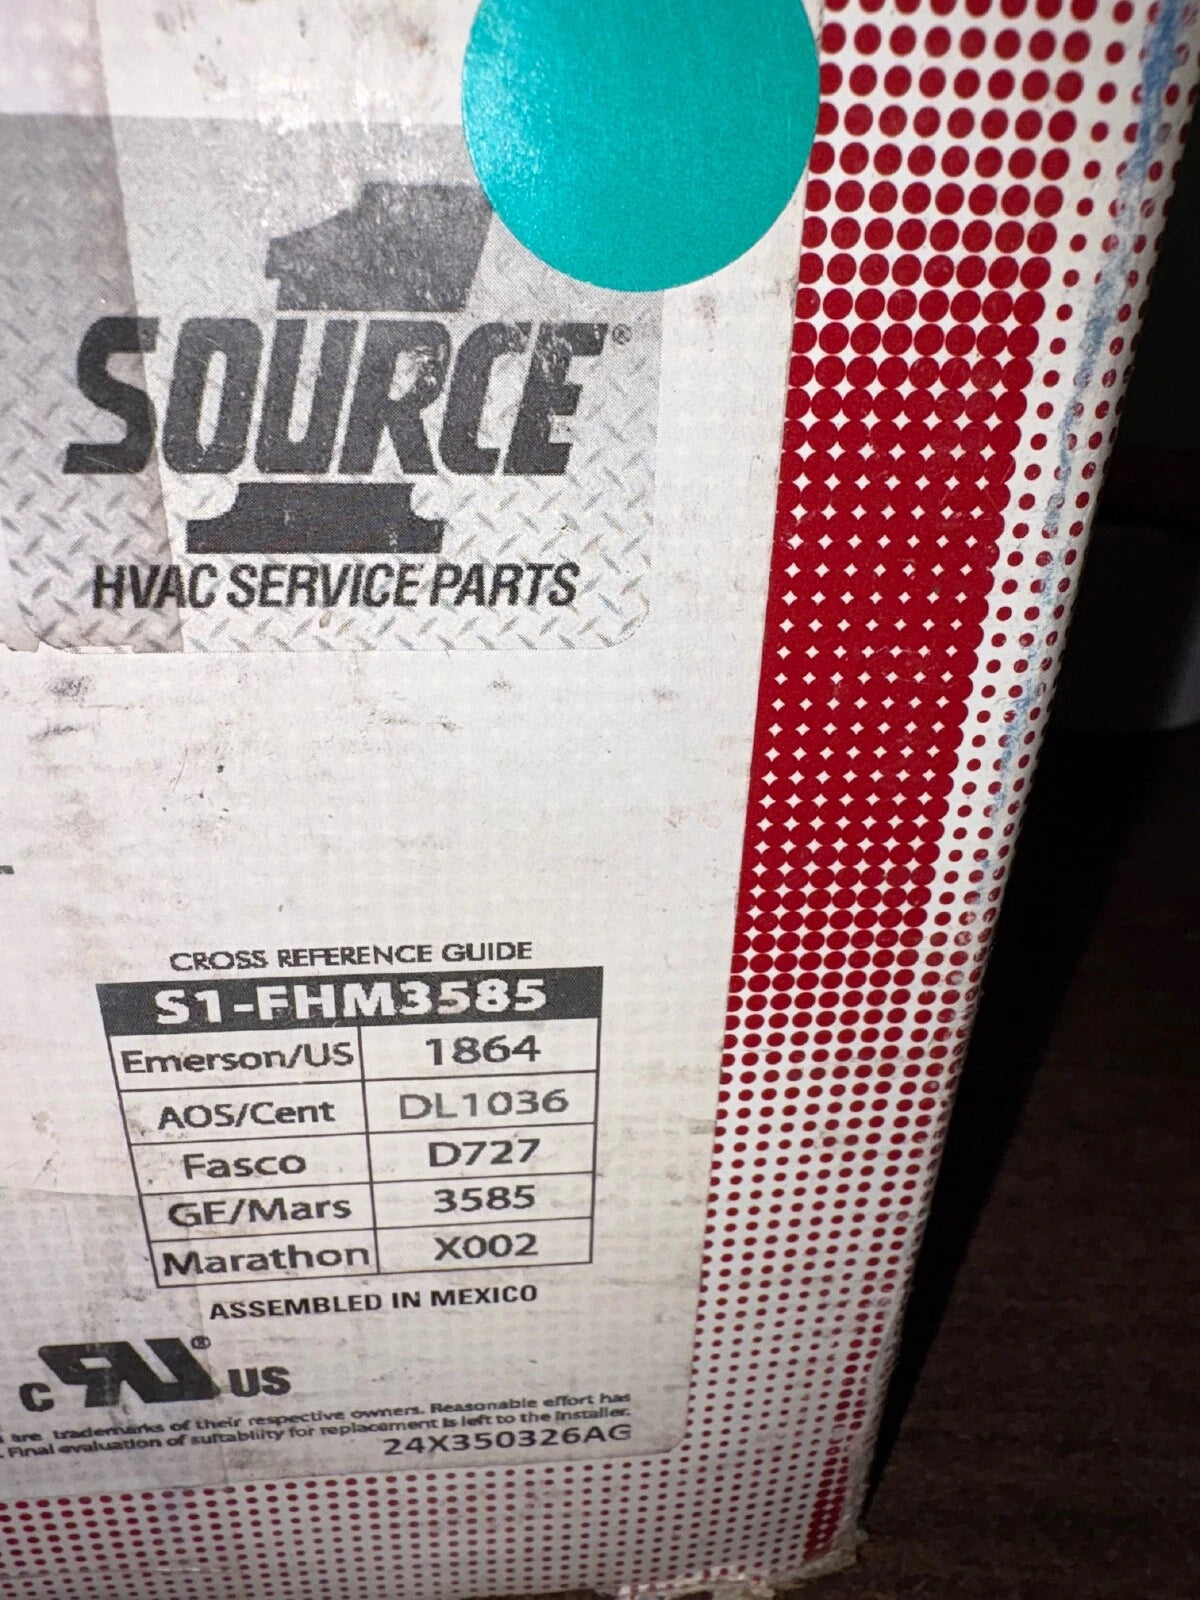 SOURCE®
1
HVAC SERVICE PARTS
CROSS REFERENCE GUIDE
S1-FHM3585
Emerson/US 1864
AOS/Cent DL1036
Fasco D727
GE/Mars 3585
Marathon X002
ASSEMBLED IN MEXICO
c RU® US
are trademarks of their respective owners. Reasonable effort has
. Final evaluation of suitability for replacement is left to the installer.
24X350326AG